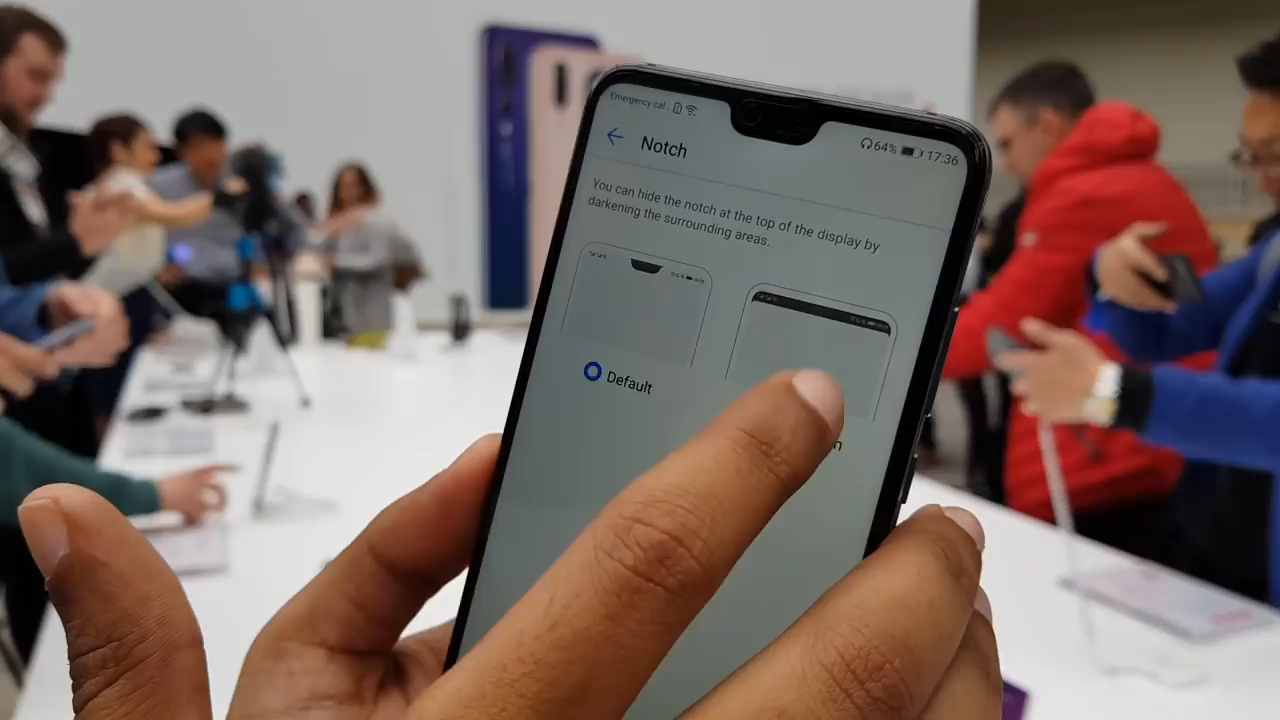 Emergency cal..
64% 17:36
Notch
You can hide the notch at the top of the display by
darkening the surrounding areas.
Default